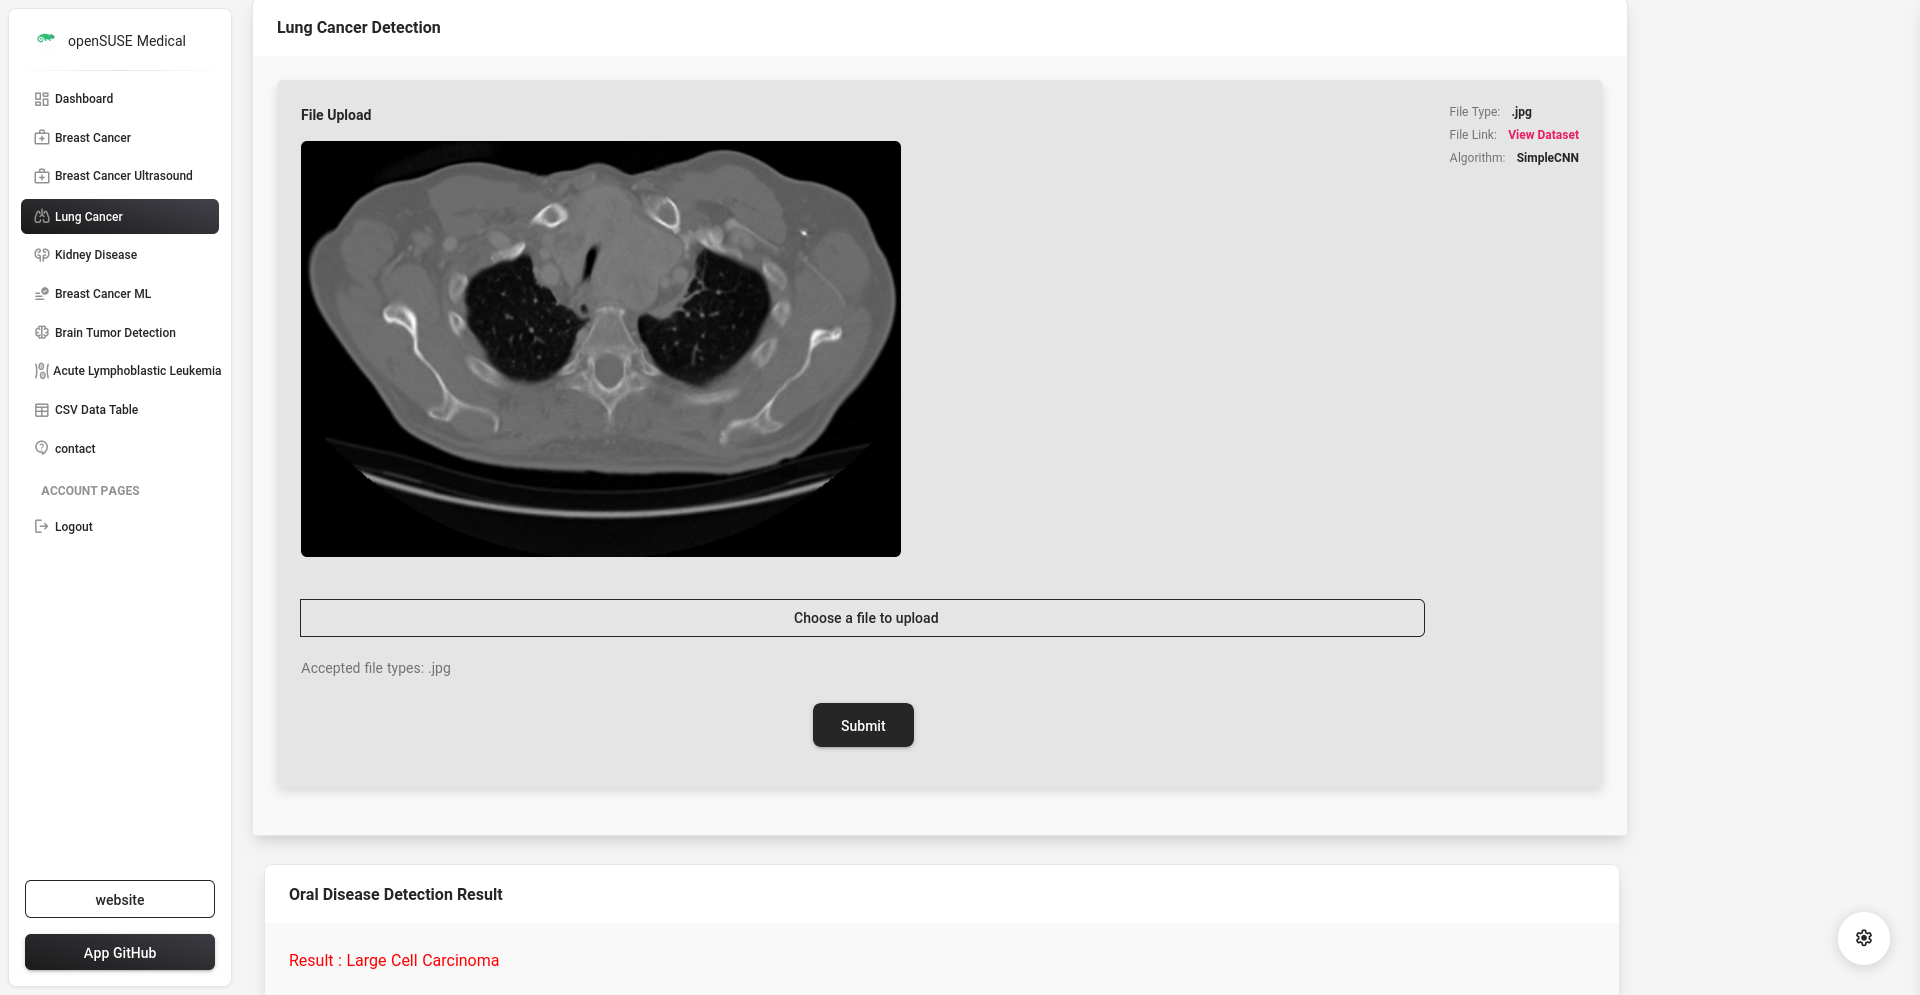 openSUSE Medical
Dashboard
Breast Cancer
Breast Cancer Ultrasound
Lung Cancer
Kidney Disease
Breast Cancer ML
Brain Tumor Detection
Acute Lymphoblastic Leukemia
CSV Data Table
contact
ACCOUNT PAGES
Logout
website
App GitHub
Lung Cancer Detection
File Upload
File Type: .jpg
File Link: View Dataset
Algorithm: SimpleCNN
Choose a file to upload
Accepted file types: .jpg
Submit
Oral Disease Detection Result
Result : Large Cell Carcinoma